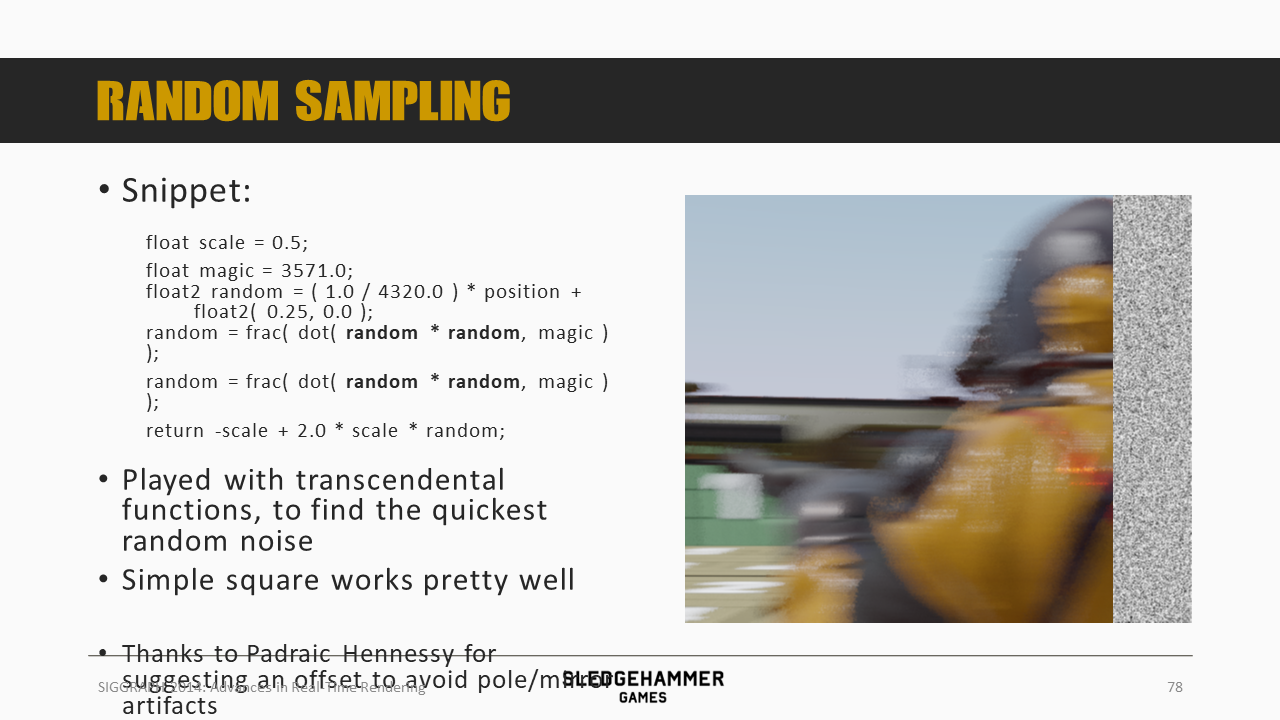 RANDOM SAMPLING
• Snippet:
float scale = 0.5;
float magic = 3571.0;
float2 random = ( 1.0 / 4320.0 ) * position +
float2( 0.25, 0.0 );
random = frac( dot( random * random, magic )
);
random = frac( dot( random * random, magic )
);
return -scale + 2.0 * scale * random;
• Played with transcendental
functions, to find the quickest
random noise
• Simple square works pretty well
• Thanks to Padraic Hennessy for
suggesting an offset to avoid pole/mirror
artifacts
SIGGRAPH 2014: Advances in Real-Time Rendering
SLEDGEHAMMER
GAMES
78